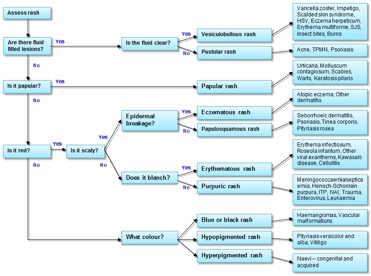 Assess rash
Are there fluid
filled lesions?
Yes
No
Is the fluid clear?
Yes
No
Vesiculobullous rash
Varicella zoster, Impetigo,
Scalded skin syndrome,
HSV, Eczema herpeticum,
Erythema multiforme, SJS,
Insect bites, Burns
Pustular rash
Acne, TPMN, Psoriasis
Is it papular?
Yes
No
Papular rash
Urticaria, Molluscum
contagiosum, Scabies,
Warts, Keratosis pilaris
Is it red?
Yes
No
Is it scaly?
Yes
No
Epidermal
breakage?
Yes
No
Eczematous rash
Atopic eczema, Other
dermatitis
Papulosquamous rash
Seborrhoeic dermatitis,
Psoriasis, Tinea corporis,
Pityriasis rosea
Does it blanch?
Yes
No
Erythematous rash
Erythema infectiosum,
Roseola infantum, Other
viral exanthema, Kawasaki
disease, Cellulitis
Purpuric rash
Meningococcaemia/septica
emia, Henoch-Schonlein
purpura, ITP, NAI, Trauma,
Enterovirus, Leukaemia
What colour?
Blue or black rash
Haemangiomas, Vascular
malformations
Hypopigmented rash
Pityriasis versicolor and
alba, Vitiligo
Hyperpigmented rash
Naevi – congenital and
acquired